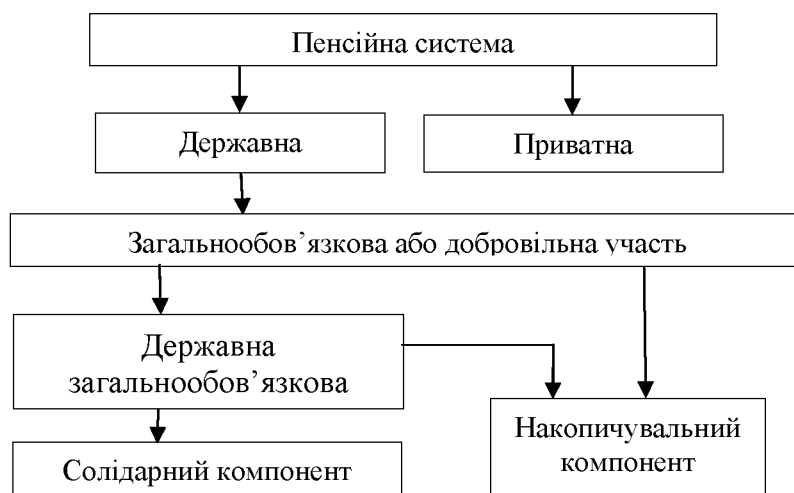 Пенсійна система
Державна
Приватна
Загальнообов’язкова або добровільна участь
Державна
загальнообов’язкова
Накопичувальний
компонент
Солідарний компонент